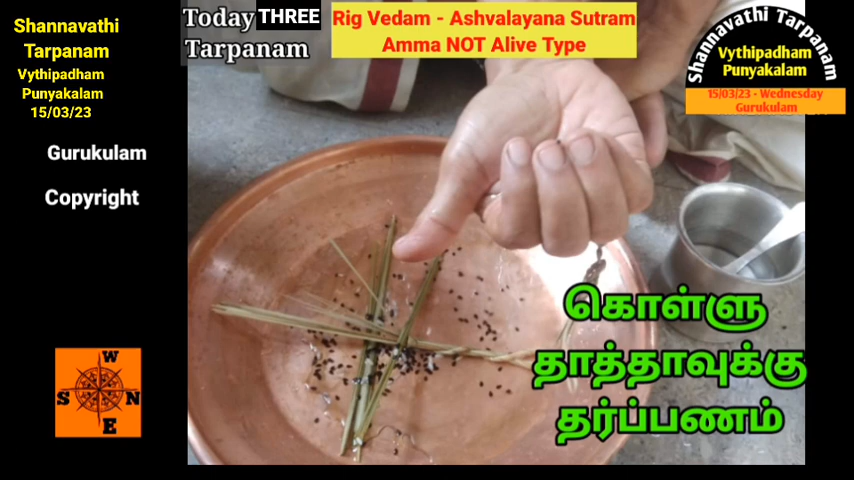 Shannavathi
Tarpanam
Vythipadham
Punyakalam
15/03/23
Gurukulam
Copyright
Today THREE
Tarpanam
Rig Vedam - Ashvalayana Sutram
Amma NOT Alive Type
Shannavathi Tarpanam
Vythipadham
Punyakalam
15/03/23 - Wednesday
Gurukulam
கொள்ளு
தாத்தாவுக்கு
தர்ப்பணம்
W
S N
E